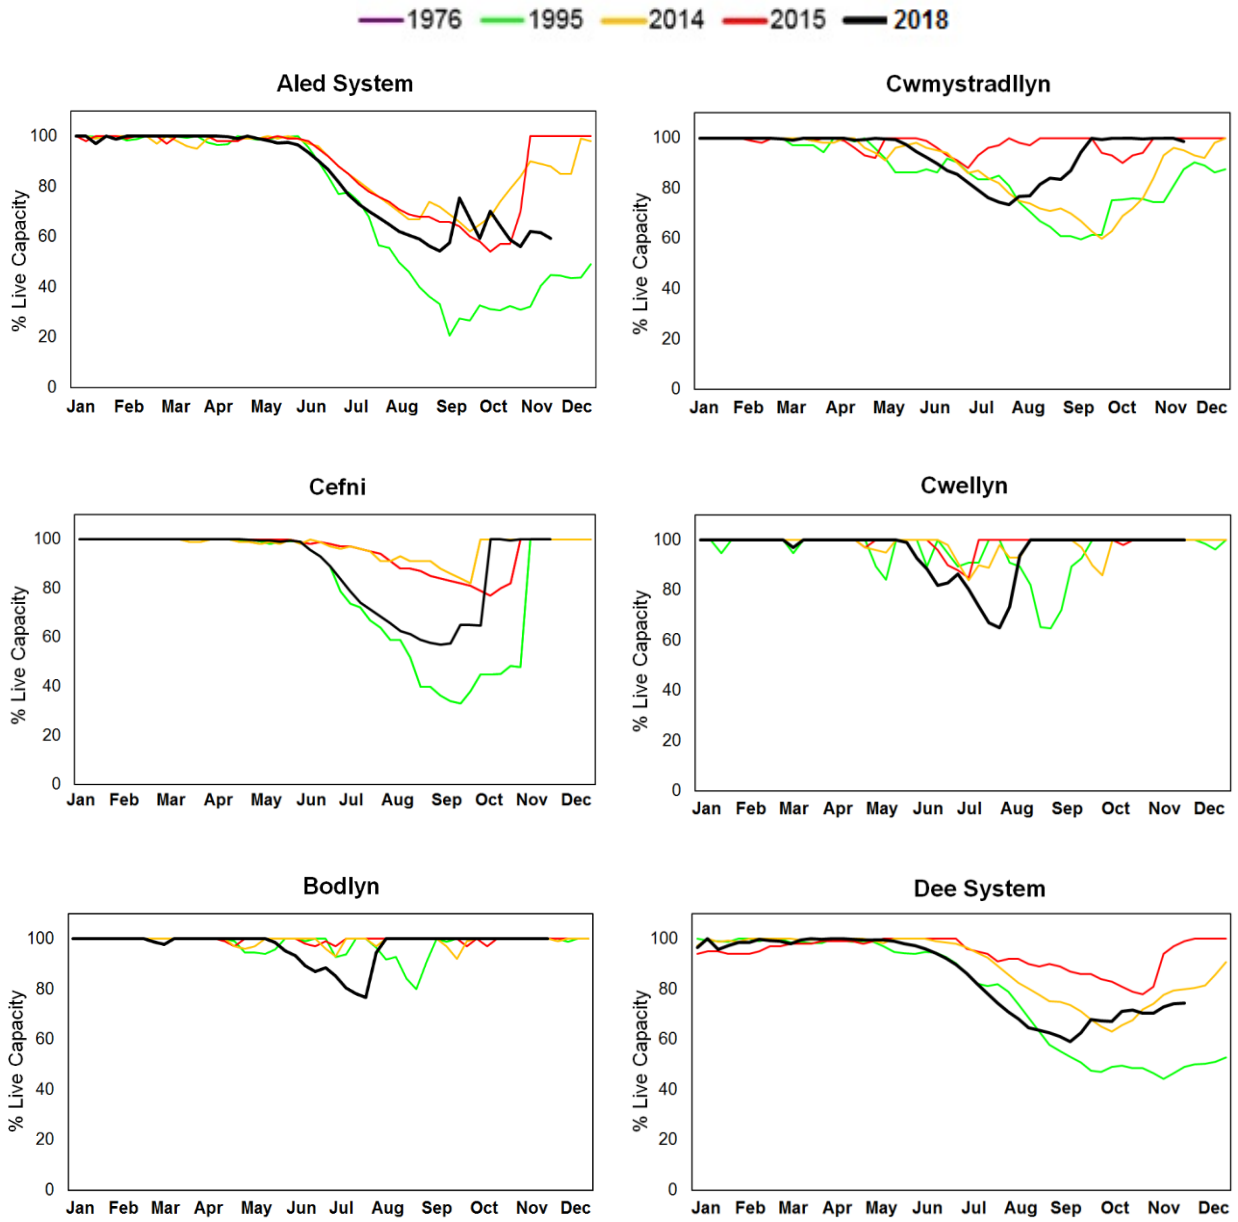 1976 1995 2014 2015 2018
Aled System
% Live Capacity
100
80
60
40
20
0
Jan Feb Mar Apr May Jun Jul Aug Sep Oct Nov Dec
Cwmystradllyn
% Live Capacity
100
80
60
40
20
0
Jan Feb Mar Apr May Jun Jul Aug Sep Oct Nov Dec
Cefni
% Live Capacity
100
80
60
40
20
0
Jan Feb Mar Apr May Jun Jul Aug Sep Oct Nov Dec
Cwellyn
% Live Capacity
100
80
60
40
20
0
Jan Feb Mar Apr May Jun Jul Aug Sep Oct Nov Dec
Bodlyn
% Live Capacity
100
80
60
40
20
0
Jan Feb Mar Apr May Jun Jul Aug Sep Oct Nov Dec
Dee System
% Live Capacity
100
80
60
40
20
0
Jan Feb Mar Apr May Jun Jul Aug Sep Oct Nov Dec